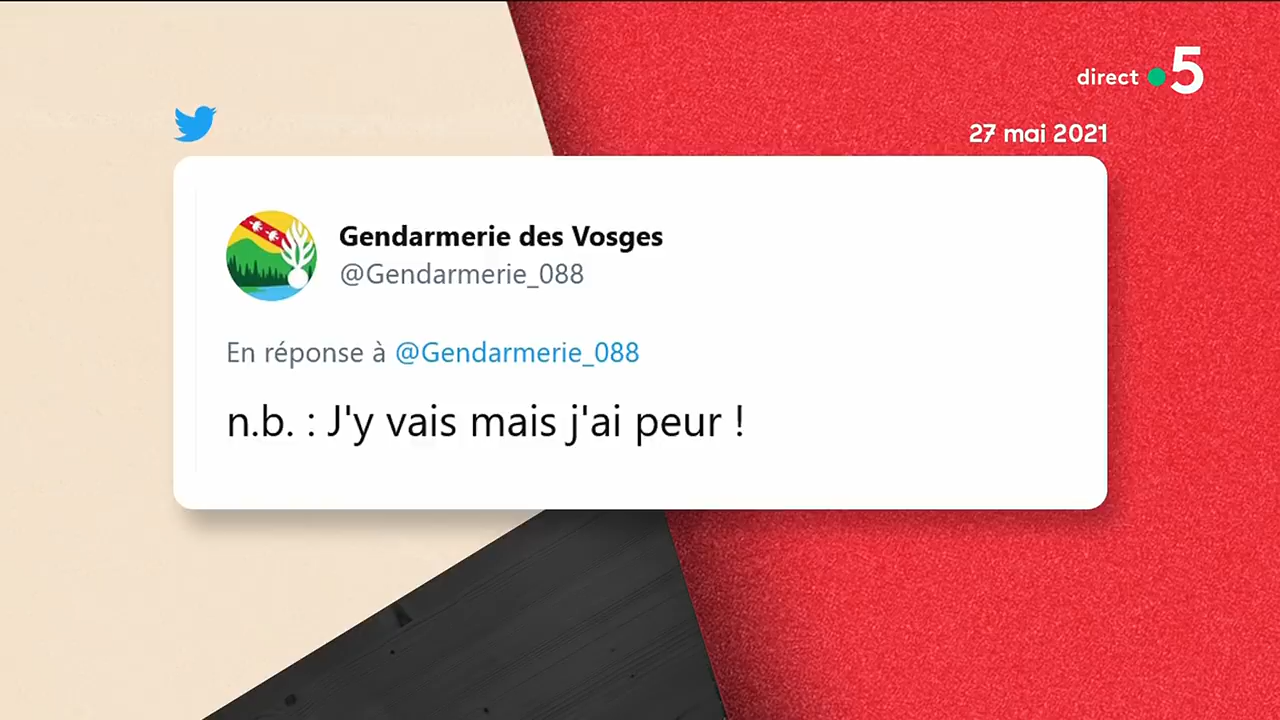 direct 5
27 mai 2021
Gendarmerie des Vosges
@Gendarmerie_088
En réponse à @Gendarmerie_088
n.b. : J'y vais mais j'ai peur !